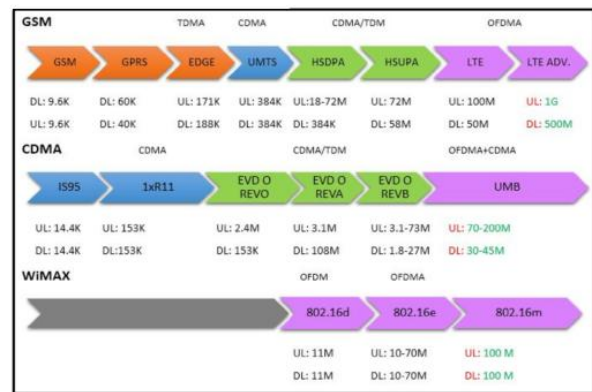 GSM TDMA CDMA CDMA/TDM OFDMA
GSM GPRS EDGE UMTS HSDPA HSUPA LTE LTE ADV.
DL: 9.6K DL: 60K UL: 171K UL: 384K UL:18-72M UL: 72M UL: 100M UL: 1G
UL: 9.6K DL: 40K DL: 188K DL: 384K DL: 384K DL: 58M DL: 50M DL: 500M
CDMA CDMA CDMA/TDM OFDMA+CDMA
IS95 1xR11 EVD O REVO EVD O REVA EVD O REVB UMB
UL: 14.4K UL: 153K UL: 2.4M UL: 3.1M UL: 3.1-73M UL: 70-200M
DL: 14.4K DL:153K DL: 153K DL: 108M DL: 1.8-27M DL: 30-45M
WiMAX OFDM OFDMA
802.16d 802.16e 802.16m
UL: 11M UL: 10-70M UL: 100 M
DL: 11M DL: 10-70M DL: 100 M